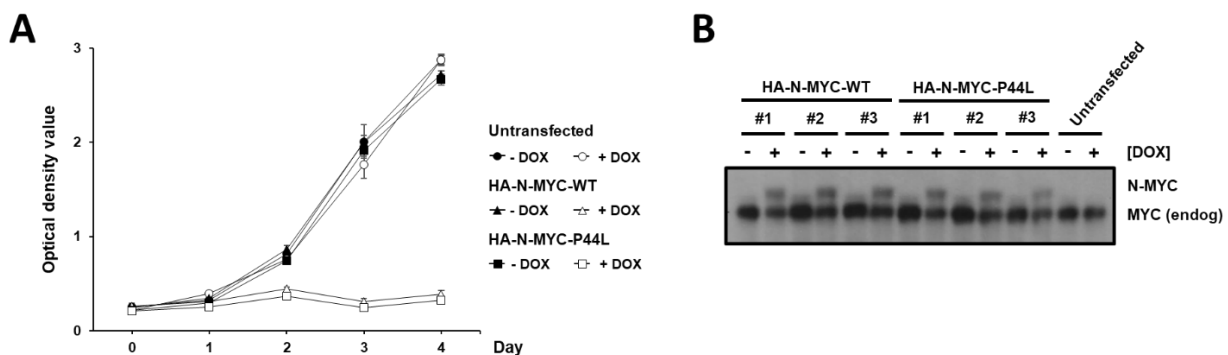 A
Optical density value
3
2
1
0
0 1 2 3 4 Day
Untransfected
- DOX + DOX
HA-N-MYC-WT
- DOX + DOX
HA-N-MYC-P44L
- DOX + DOX
B
HA-N-MYC-WT HA-N-MYC-P44L Untransfected
#1 #2 #3 #1 #2 #3
- + - + - + - + - + - + - + [DOX]
N-MYC
MYC (endog)